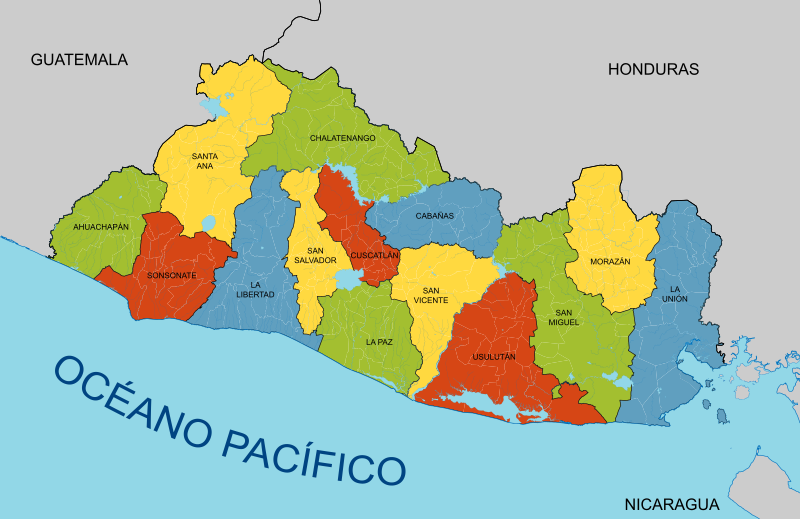 GUATEMALA
HONDURAS
CHALATENANGO
SANTA
ANA
CABAÑAS
AHUACHAPÁN
SAN
SALVADOR
CUSCATLÁN
MORAZÁN
SONSONATE
LA
LIBERTAD
SAN
VICENTE
LA
UNIÓN
SAN
MIGUEL
LA PAZ
USULUTÁN
OCÉANO PACÍFICO
NICARAGUA